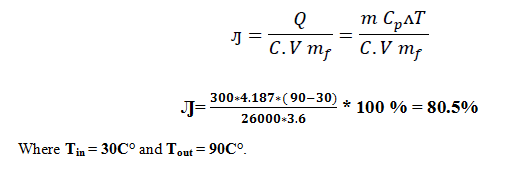 Л = Q / C.V m_f = m C_p ΛT / C.V m_f
Л= 300*4.187*(90−30) / 26000*3.6 * 100 % = 80.5%
Where T_in = 30C° and T_out = 90C°.